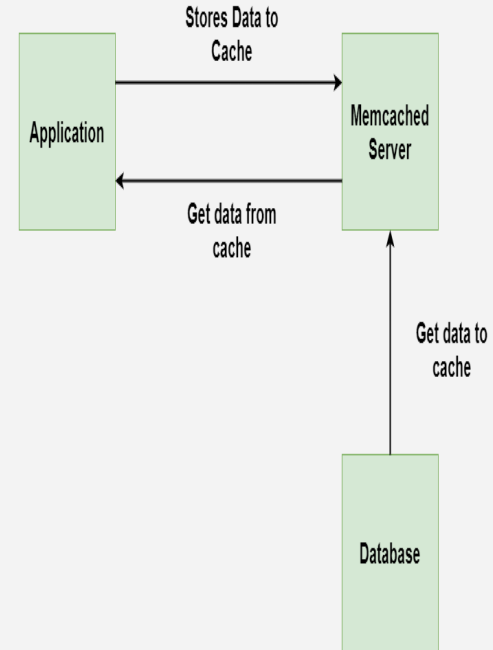 Stores Data to
Cache
Application
Memcached
Server
Get data from
cache
Get data to
cache
Database